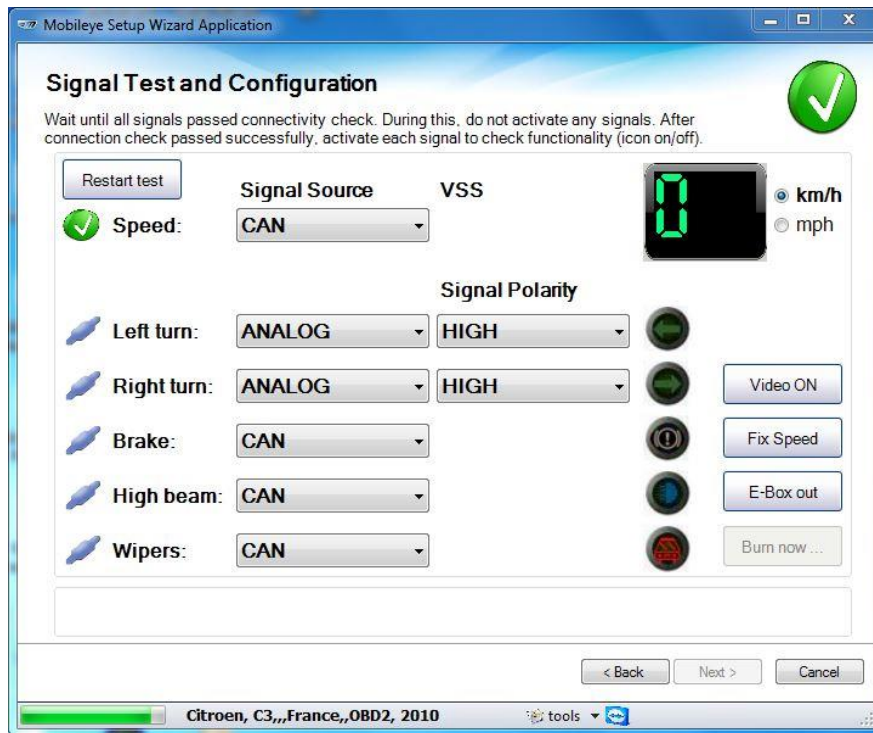 Mobileye Setup Wizard Application
Signal Test and Configuration
Wait until all signals passed connectivity check. During this, do not activate any signals. After
connection check passed successfully, activate each signal to check functionality (icon on/off).
Restart test
Signal Source
VSS
Speed:
CAN
0
km/h
mph
Signal Polarity
Left turn:
ANALOG
HIGH
Right turn:
ANALOG
HIGH
Video ON
Brake:
CAN
Fix Speed
High beam:
CAN
E-Box out
Wipers:
CAN
Burn now ...
< Back
Next >
Cancel
Citroen, C3,,,France,,OBD2, 2010
tools